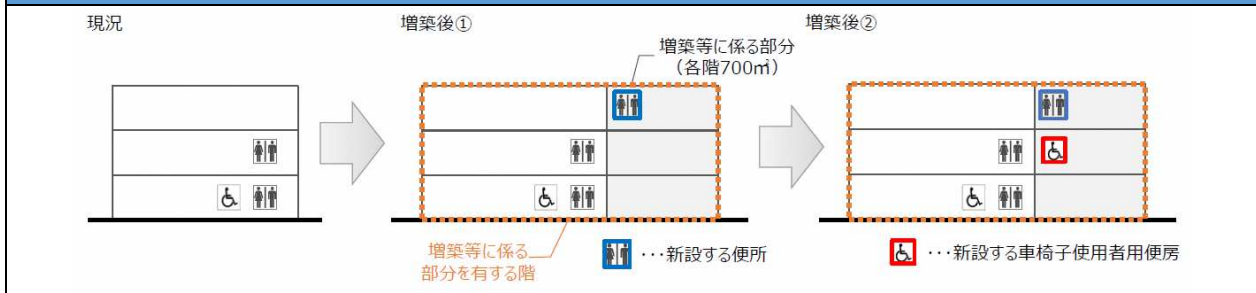 現況
増築後①
増築後②
増築等に係る部分
（各階700㎡）
増築等に係る
部分を有する階
・・・新設する便所
・・・新設する車椅子使用者用便房